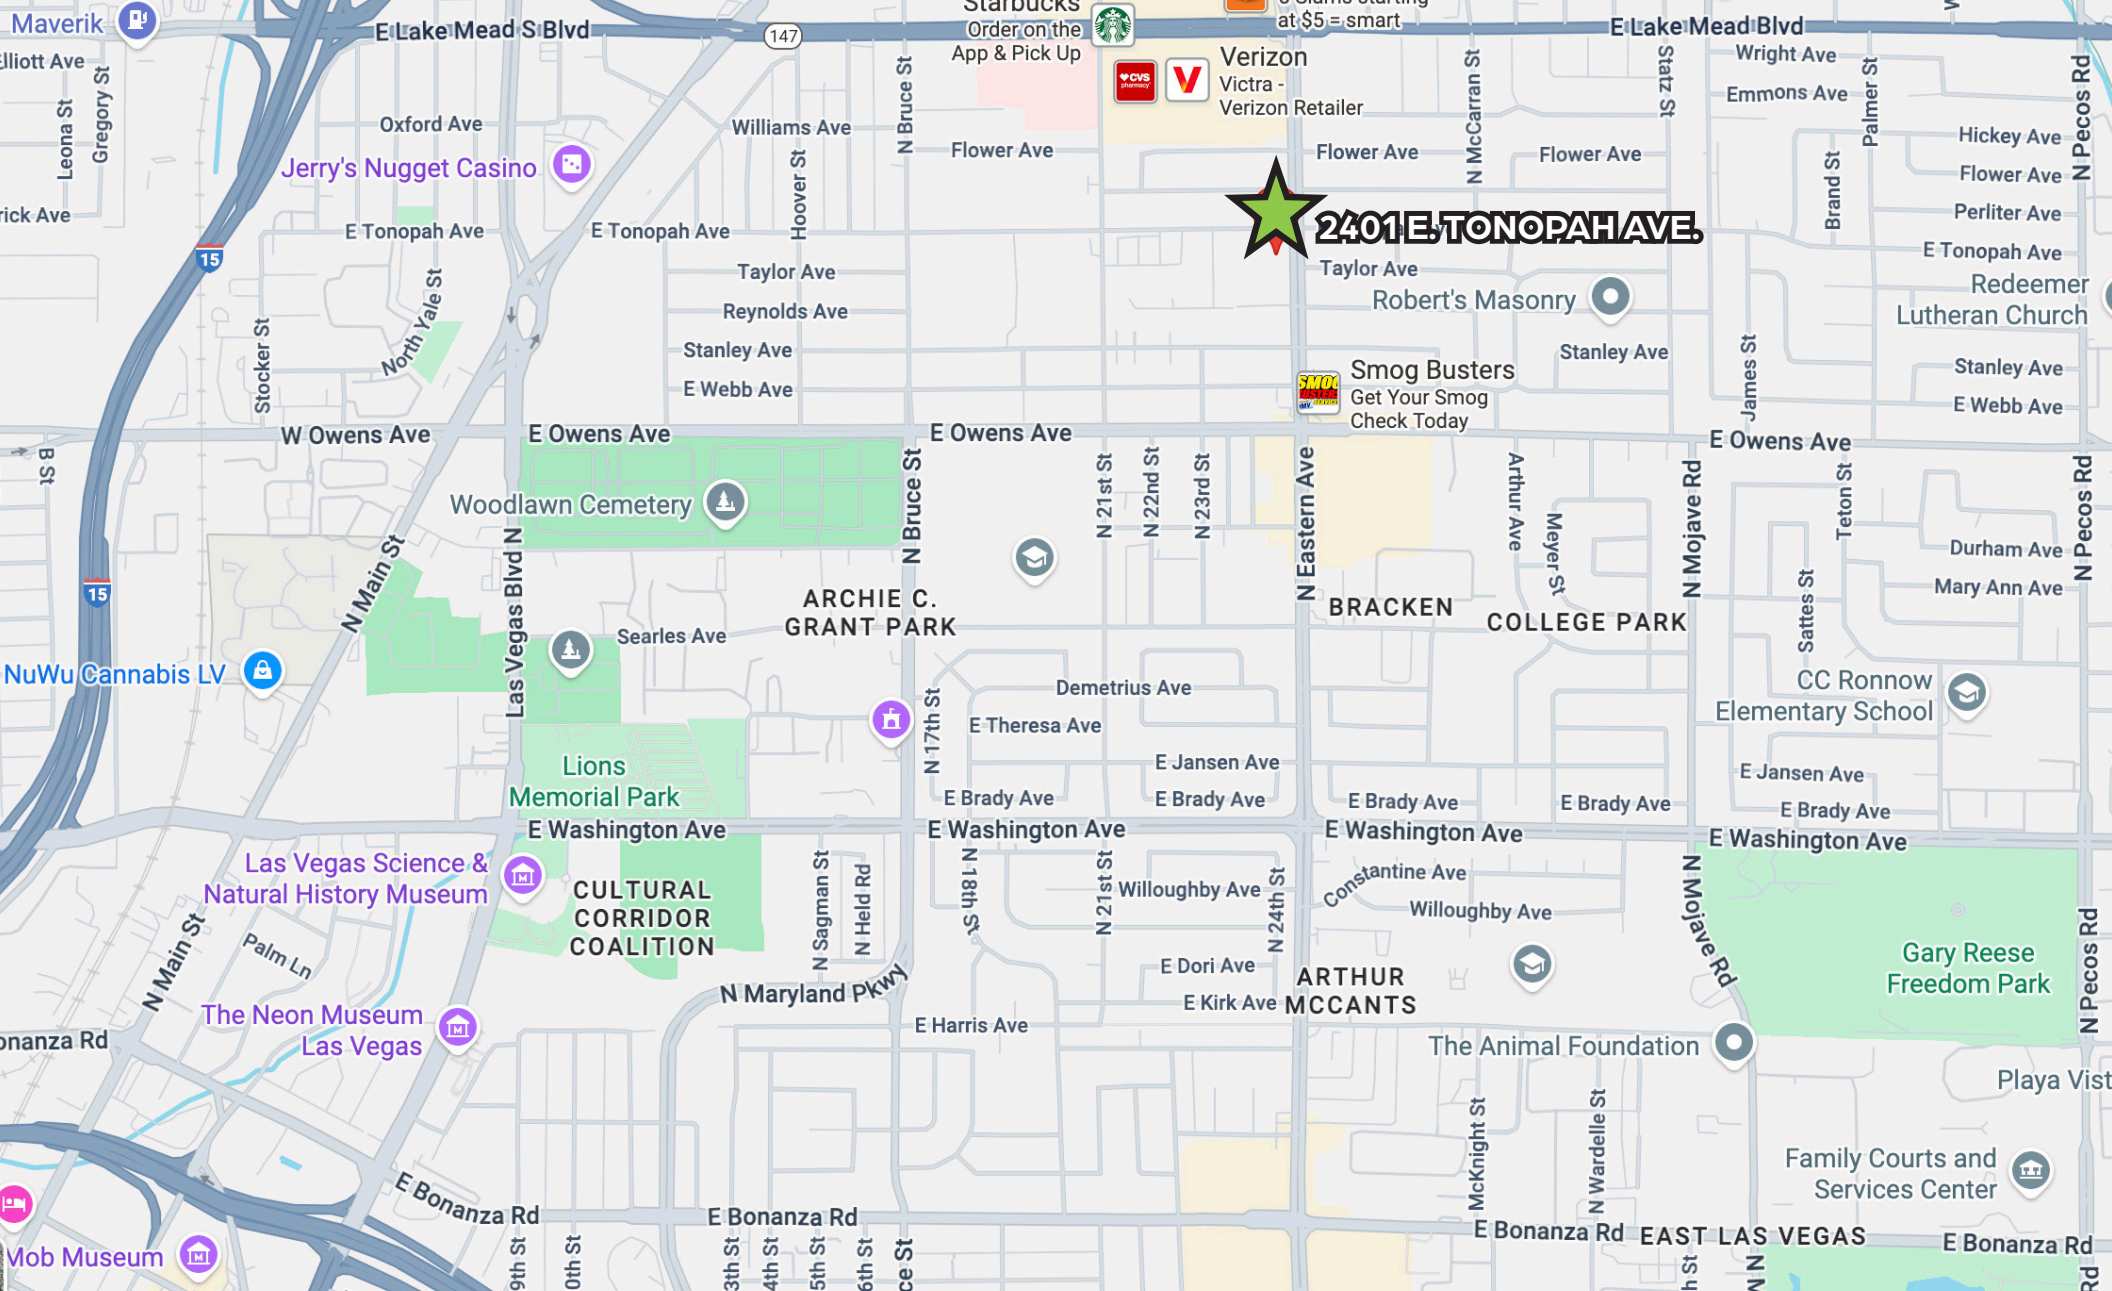 Maverik
E Lake Mead S Blvd
147
Starbucks
Order on the
App & Pick Up
at $5 = smart
E Lake Mead Blvd
Wright Ave
Elliott Ave
Gregory St
Leona St
Oxford Ave
Williams Ave
N Bruce St
CVS
pharmacy
Verizon
Victra -
Verizon Retailer
N McCarran St
Statz St
Emmons Ave
Palmer St
N Pecos Rd
Hickey Ave
Jerry's Nugget Casino
Hoover St
Flower Ave
Flower Ave
Flower Ave
Brand St
Flower Ave
Perliter Ave
E Tonopah Ave
E Tonopah Ave
2401 E. TONOPAH AVE.
E Tonopah Ave
15
Taylor Ave
Taylor Ave
North Yale St
Robert's Masonry
Redeemer
Lutheran Church
Reynolds Ave
Stocker St
Stanley Ave
Stanley Ave
James St
Stanley Ave
E Webb Ave
SMOG
BUSTERS
Smog Busters
Get Your Smog
Check Today
E Webb Ave
W Owens Ave
E Owens Ave
E Owens Ave
E Owens Ave
B St
Woodlawn Cemetery
N Bruce St
N 21st St
N 22nd St
N 23rd St
N Eastern Ave
Arthur Ave
Meyer St
N Mojave Rd
Teton St
N Pecos Rd
Durham Ave
Mary Ann Ave
15
N Main St
Las Vegas Blvd N
ARCHIE C.
GRANT PARK
BRACKEN
COLLEGE PARK
Sattes St
Searles Ave
NuWu Cannabis LV
N 17th St
Demetrius Ave
E Theresa Ave
CC Ronnow
Elementary School
Lions
Memorial Park
E Jansen Ave
E Jansen Ave
E Brady Ave
E Brady Ave
E Brady Ave
E Brady Ave
E Brady Ave
E Washington Ave
E Washington Ave
E Washington Ave
E Washington Ave
Las Vegas Science &
Natural History Museum
CULTURAL
CORRIDOR
COALITION
N Sagman St
N Held Rd
N 18th St
N 21st St
Willoughby Ave
N 24th St
Constantine Ave
Willoughby Ave
N Mojave Rd
Gary Reese
Freedom Park
N Pecos Rd
N Main St
Palm Ln
N Maryland Pkwy
E Dori Ave
E Kirk Ave
ARTHUR
MCCANTS
The Neon Museum
Las Vegas
E Harris Ave
The Animal Foundation
Playa Vist
McKnight St
N Wardelle St
Family Courts and
Services Center
E Bonanza Rd
E Bonanza Rd
E Bonanza Rd
EAST LAS VEGAS
E Bonanza Rd
Mob Museum